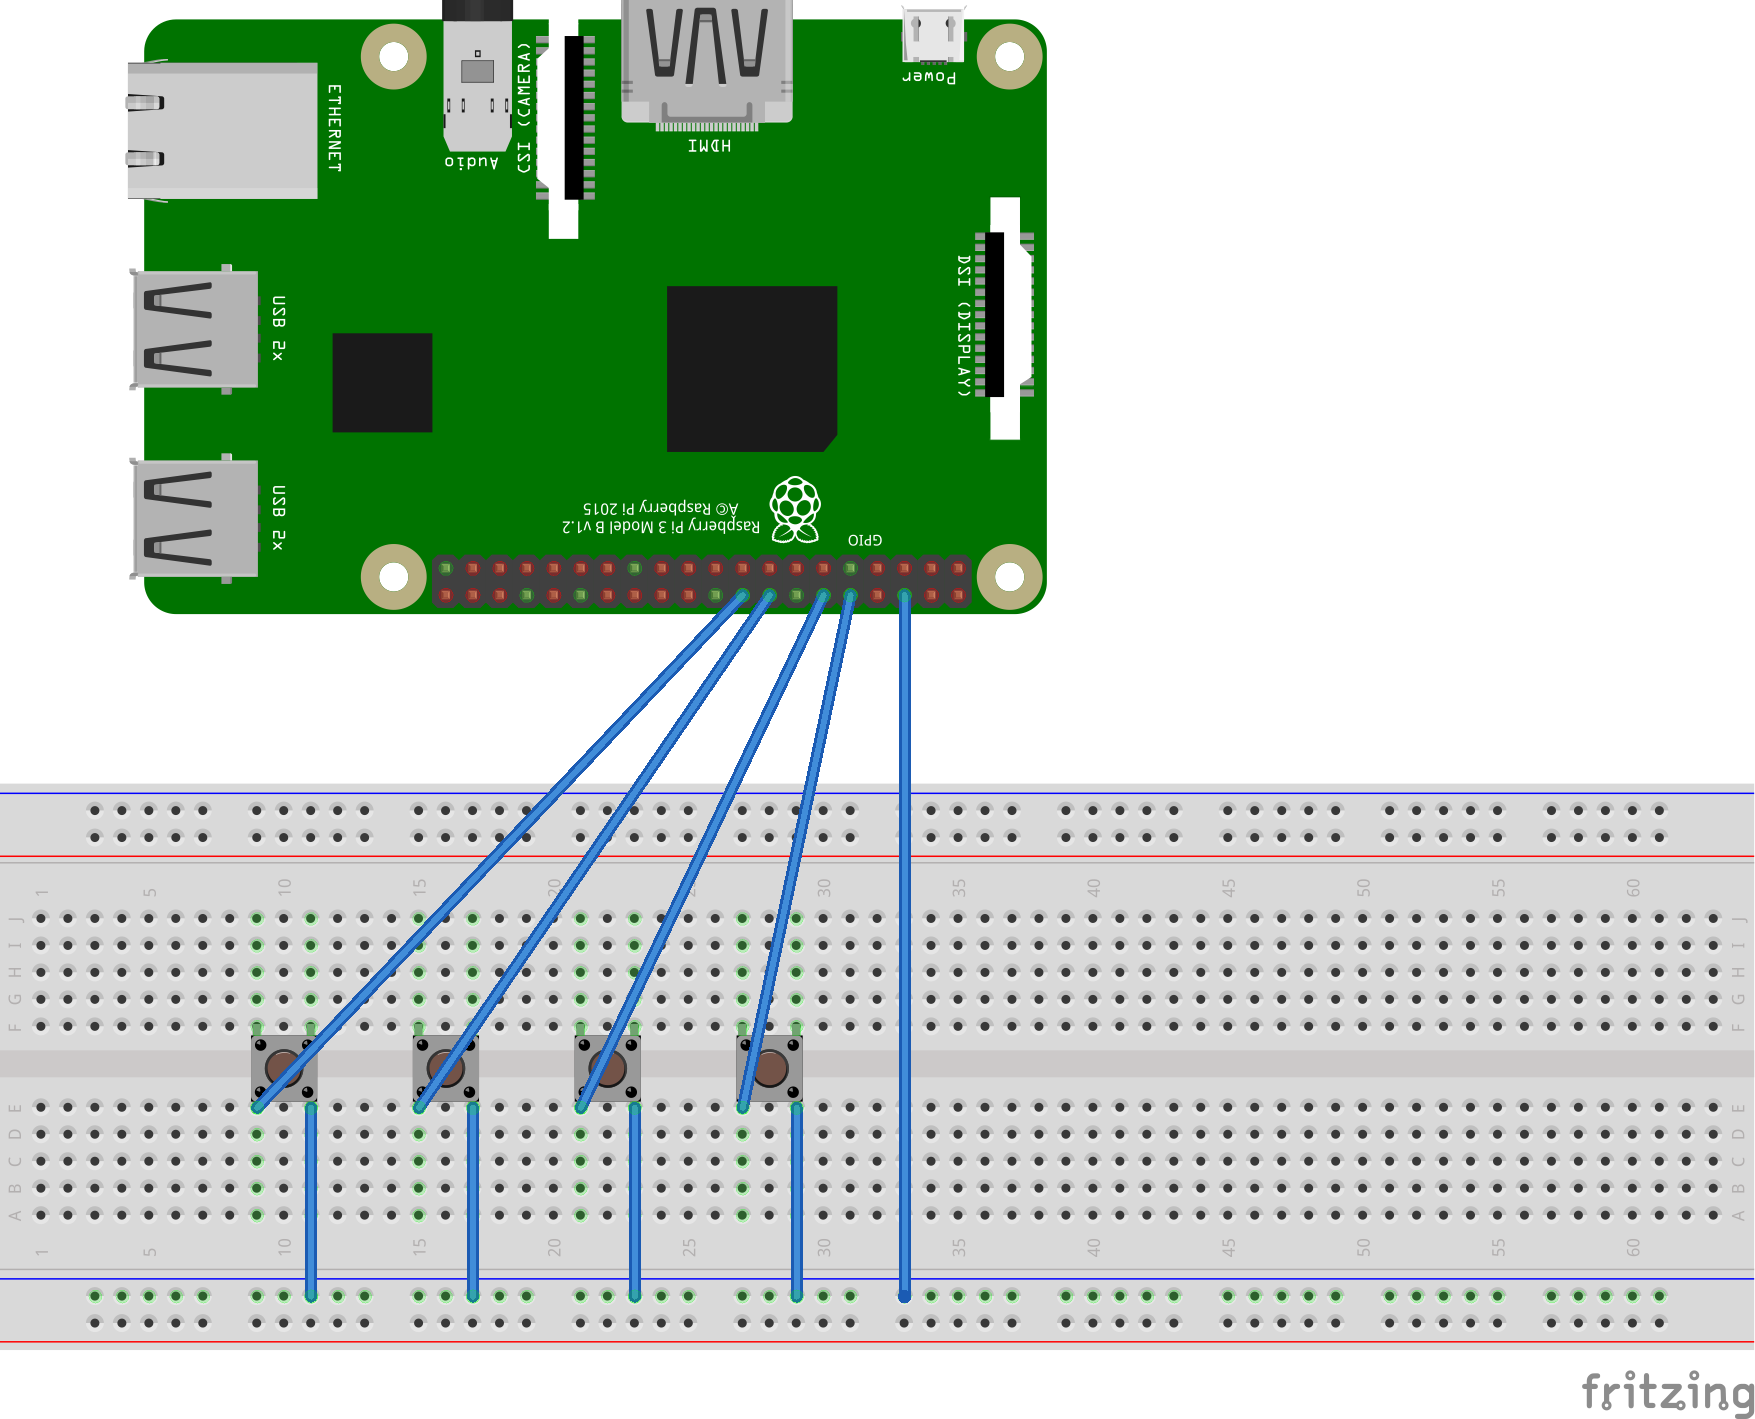 ETHERNET
Audio
CSI (CAMERA)
HDMI
Power
USB 2x
DSI (DISPLAY)
USB 2x
Raspberry Pi 3 Model B v1.2
Â© Raspberry Pi 2015
GPIO
1 5 10 15 20 25 30 35 40 45 50 55 60
J J
I I
H H
G G
F F
E E
D D
C C
B B
A A
1 5 10 15 20 25 30 35 40 45 50 55 60
fritzing